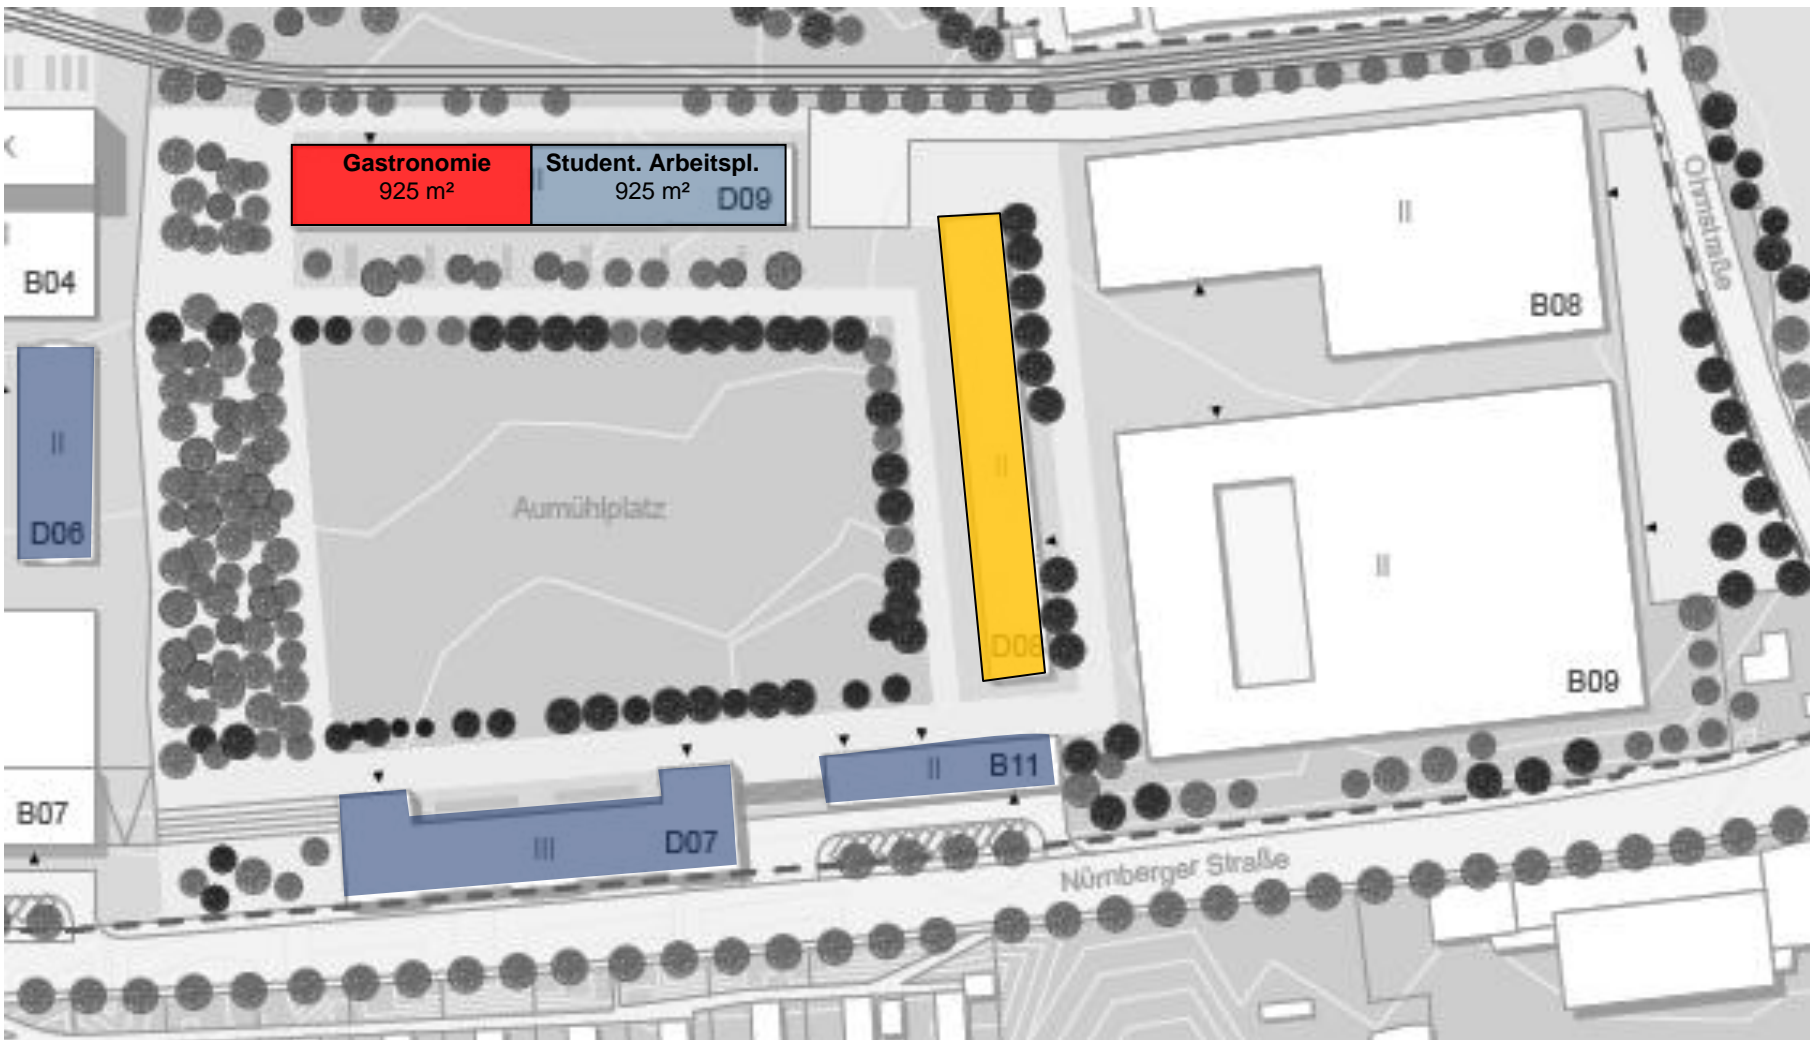 Gastronomie
925 m²
Student. Arbeitspl.
925 m²
II
D09
B04
II
B08
Ohmstraße
II
D06
Aumühlplatz
II
D08
II
B09
B07
III
D07
II
B11
Nürnberger Straße